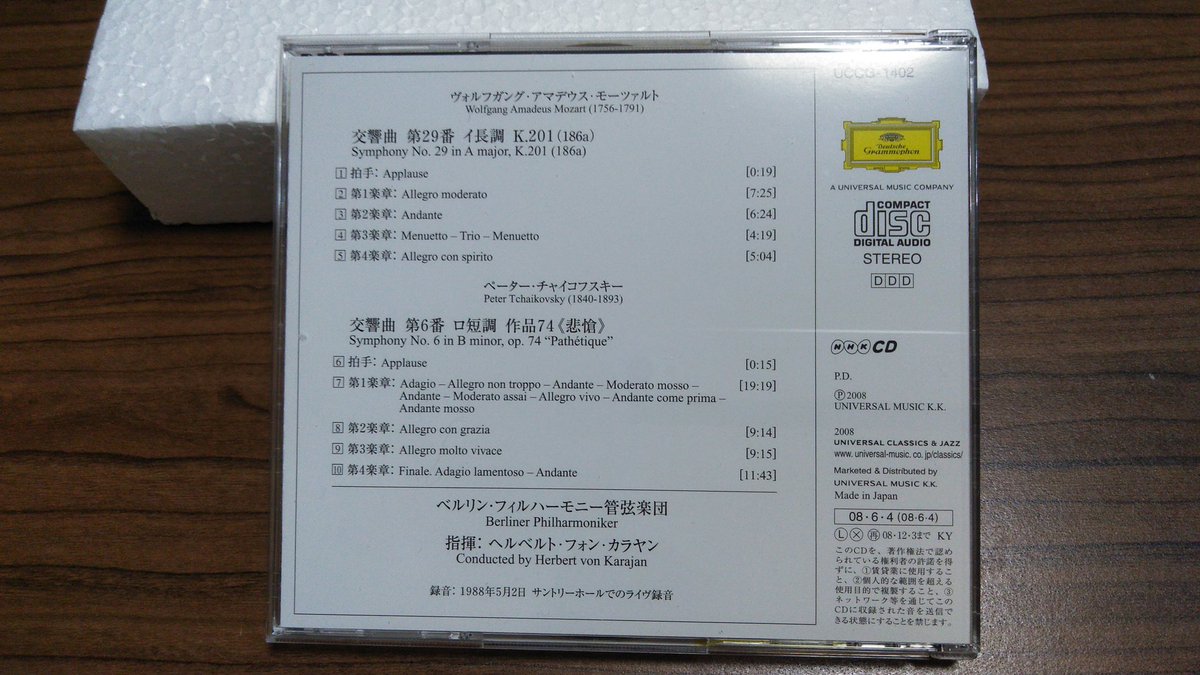 ヴォルフガング・アマデウス・モーツァルト
Wolfgang Amadeus Mozart (1756-1791)
交響曲 第29番 イ長調 K.201 (186a)
Symphony No. 29 in A major, K.201 (186a)
1 拍手: Applause [0:19]
2 第1楽章: Allegro moderato [7:25]
3 第2楽章: Andante [6:24]
4 第3楽章: Menuetto – Trio – Menuetto [4:19]
5 第4楽章: Allegro con spirito [5:04]
ペーター・チャイコフスキー
Peter Tchaikovsky (1840-1893)
交響曲 第6番 ロ短調 作品74《悲愴》
Symphony No. 6 in B minor, op. 74 “Pathétique”
6 拍手: Applause [0:15]
7 第1楽章: Adagio – Allegro non troppo – Andante – Moderato mosso – [19:19]
Andante – Moderato assai – Allegro vivo – Andante come prima –
Andante mosso
8 第2楽章: Allegro con grazia [9:14]
9 第3楽章: Allegro molto vivace [9:15]
10 第4楽章: Finale. Adagio lamentoso – Andante [11:43]
ベルリン・フィルハーモニー管弦楽団
Berliner Philharmoniker
指揮: ヘルベルト・フォン・カラヤン
Conducted by Herbert von Karajan
録音: 1988年5月2日 サントリーホールでのライヴ録音
UCCG-1402
Deutsche
Grammophon
A UNIVERSAL MUSIC COMPANY
COMPACT
disc
DIGITAL AUDIO
STEREO
DDD
NHK CD
P.D.
Ⓟ2008
UNIVERSAL MUSIC K.K.
2008
UNIVERSAL CLASSICS & JAZZ
www.universal-music.co.jp/classics/
Marketed & Distributed by
UNIVERSAL MUSIC K.K.
Made in Japan
08・6・4 (08・6・4)
Ⓛ Ⓧ 再 08・12・3まで KY
このCDを、著作権法で認め
られている権利者の許諾を得
ずに、①賃貸業に使用するこ
と、②個人的な範囲を超える
使用目的で複製すること、③
ネットワーク等を通じてこの
CDに収録された音を送信で
きる状態にすることを禁じます。